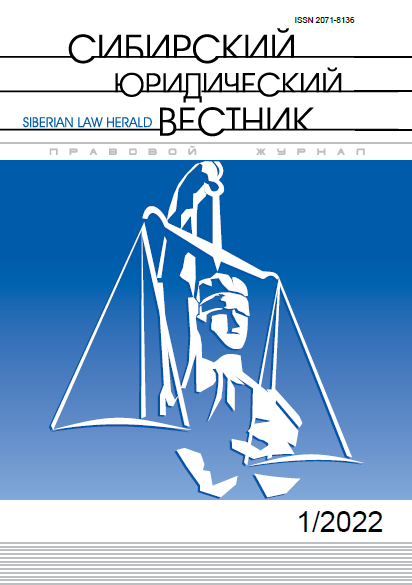 ISSN 2071-8136
СИБИРСКИЙ
ЮРИДИЧЕСКИЙ
SIBERIAN LAW HERALD ВЕСТНИК
ПРАВОВОЙ ЖУРНАЛ
1/2022